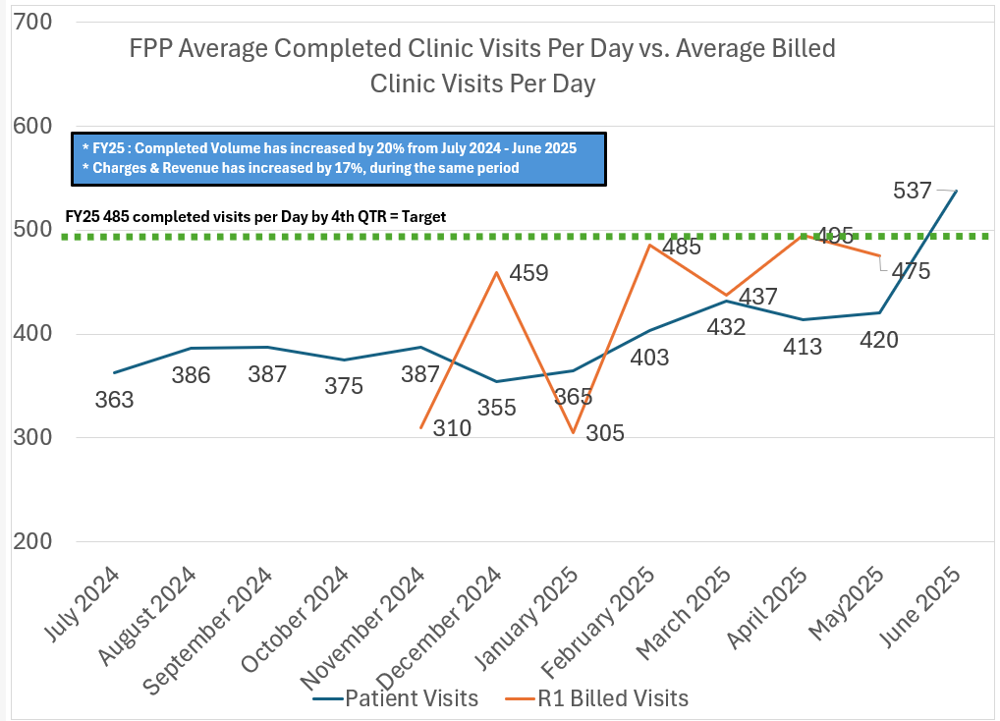 700
FPP Average Completed Clinic Visits Per Day vs. Average Billed
Clinic Visits Per Day
600
* FY25 : Completed Volume has increased by 20% from July 2024 - June 2025
* Charges & Revenue has increased by 17%, during the same period
FY25 485 completed visits per Day by 4th QTR = Target
537
500
495
485
475
459
437
432
400
413
420
403
386
387
375
387
363
355
365
310
305
300
200
July 2024
August 2024
September 2024
October 2024
November 2024
December 2024
January 2025
February 2025
March 2025
April 2025
May2025
June 2025
Patient Visits
R1 Billed Visits